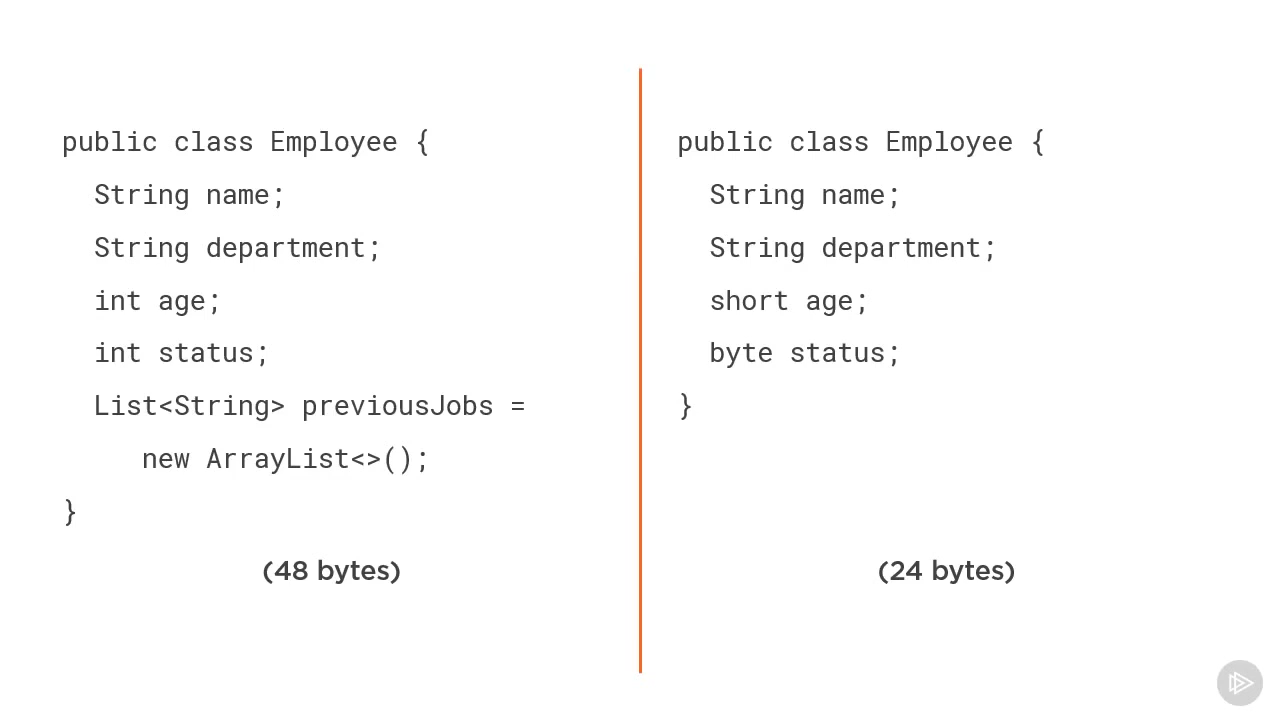 public class Employee {
String name;
String department;
int age;
int status;
List<String> previousJobs =
new ArrayList<>();
}
(48 bytes)
public class Employee {
String name;
String department;
short age;
byte status;
}
(24 bytes)